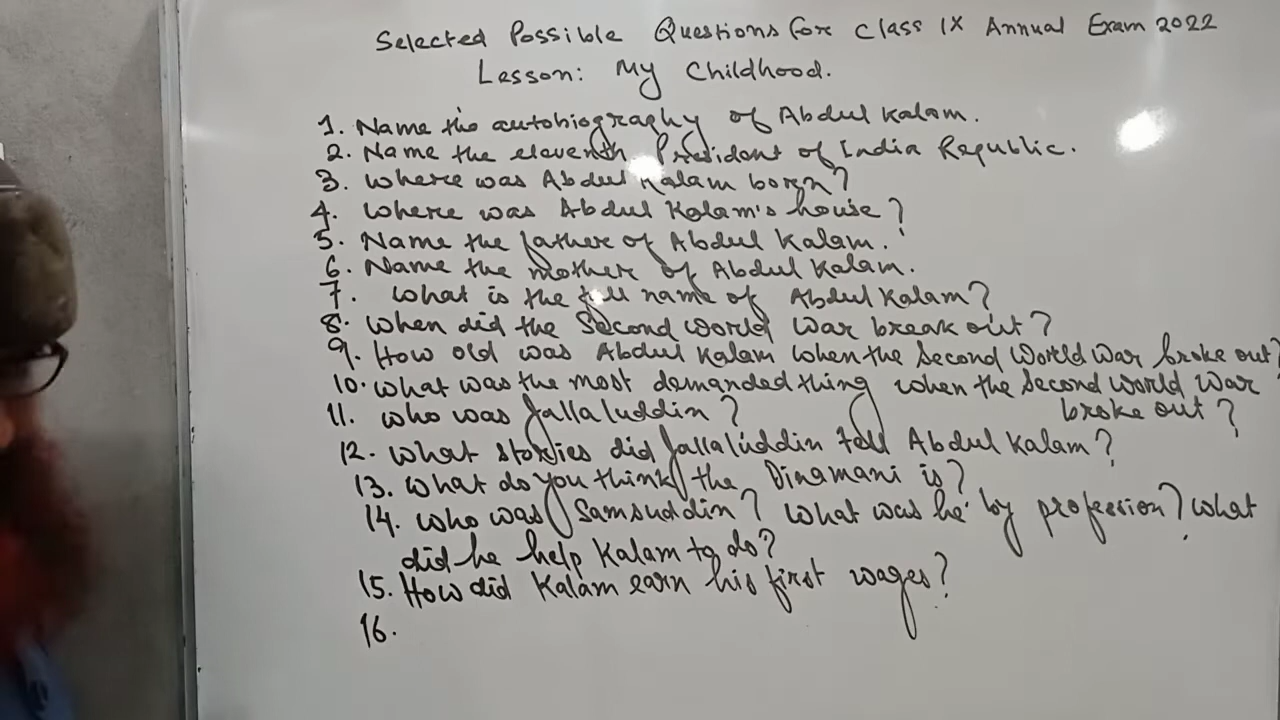 Selected Possible Questions for Class IX Annual Exam 2022
Lesson: My Childhood.
1. Name the autobiography of Abdul Kalam.
2. Name the eleventh President of India Republic.
3. Where was Abdul Kalam born?
4. Where was Abdul Kalam's house?
5. Name the father of Abdul Kalam.
6. Name the mother of Abdul Kalam.
7. What is the full name of Abdul Kalam?
8. When did the Second World War break out?
9. How old was Abdul Kalam when the Second World War broke out?
10. What was the most demanded thing when the Second World War
broke out?
11. Who was Jallaluddin?
12. What stories did Jallaluddin tell Abdul Kalam?
13. What do you think the Dinamani is?
14. Who was Samsuddin? What was he by profession? What
did he help Kalam to do?
15. How did Kalam earn his first wages?
16.